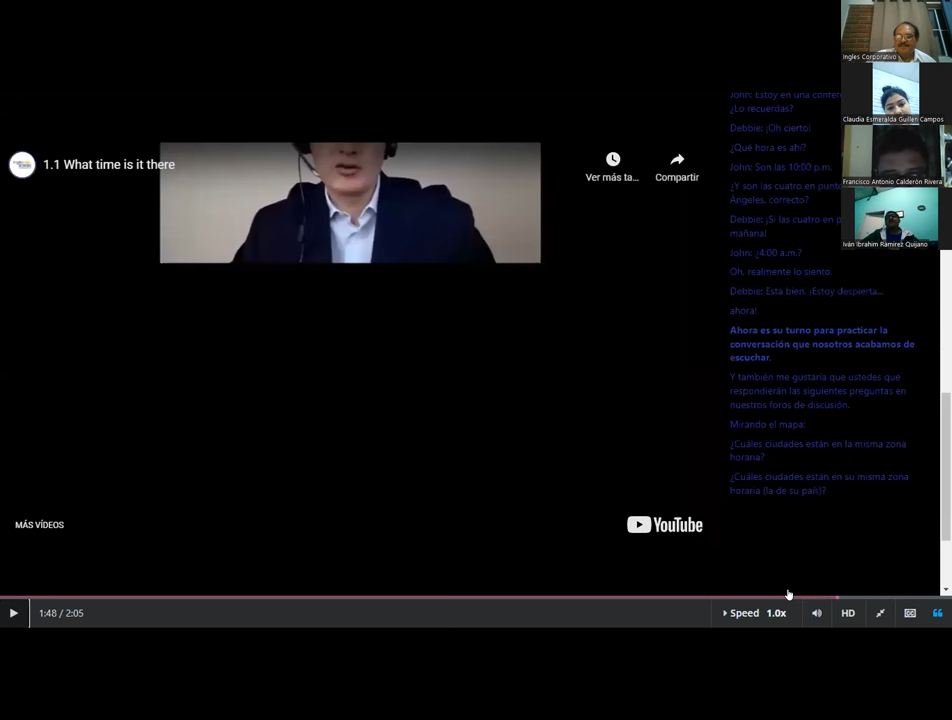 Ingles Corporativo
Claudia Esmeralda Guillen Campos
Francisco Antonio Calderón Rivera
Iván Ibrahim Ramirez Quijano
1.1 What time is it there
Ver más ta...
Compartir
John: Estoy en una
¿Lo recuerdas?
Debbie: ¡Oh cierto!
¿Qué hora es ahí?
John: Son las 10:00 p.m.
¿Y son las cuatro en
Ángeles, correcto?
Debbie: ¡Si las cuatro en
mañana!
John: ¿4:00 a.m.?
Oh, realmente lo siento.
Debbie: Esta bien. ¡Estoy despierta...
ahora!
Ahora es su turno para practicar la
conversación que nosotros acabamos de
escuchar.
Y también me gustaría que ustedes que
respondierán las siguientes preguntas en
nuestros foros de discusión.
Mirando el mapa:
¿Cuáles ciudades están en la misma zona
horaria?
¿Cuáles ciudades están en su misma zona
horaria (la de su país)?
MÁS VÍDEOS
YouTube
1:48 / 2:05
Speed 1.0x
HD